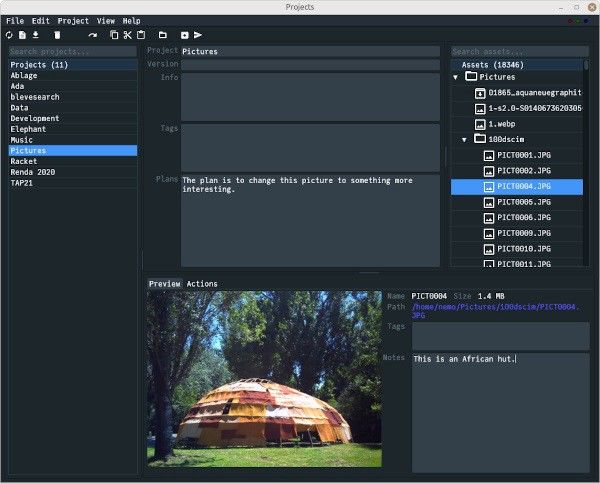 Projects
File Edit Project View Help
Search projects...
Projects (11)
Ablage
Ada
blevesearch
Data
Development
Elephant
Music
Pictures
Racket
Renda 2020
TAP21
Project Pictures
Version
Info
Tags
Plans The plan is to change this picture to something more
interesting.
Search assets...
Assets (18346)
Pictures
01865_aquaneuegraphit
1-s2.0-S0140673620305
1.webp
100dscim
PICT0001.JPG
PICT0002.JPG
PICT0004.JPG
PICT0005.JPG
PICT0006.JPG
PICT0009.JPG
PICT0010.JPG
PICT0011.JPG
Preview Actions
Name PICT0004 Size 1.4 MB
Path /home/nemo/Pictures/100dscim/PICT0004.
JPG
Tags
Notes This is an African hut.